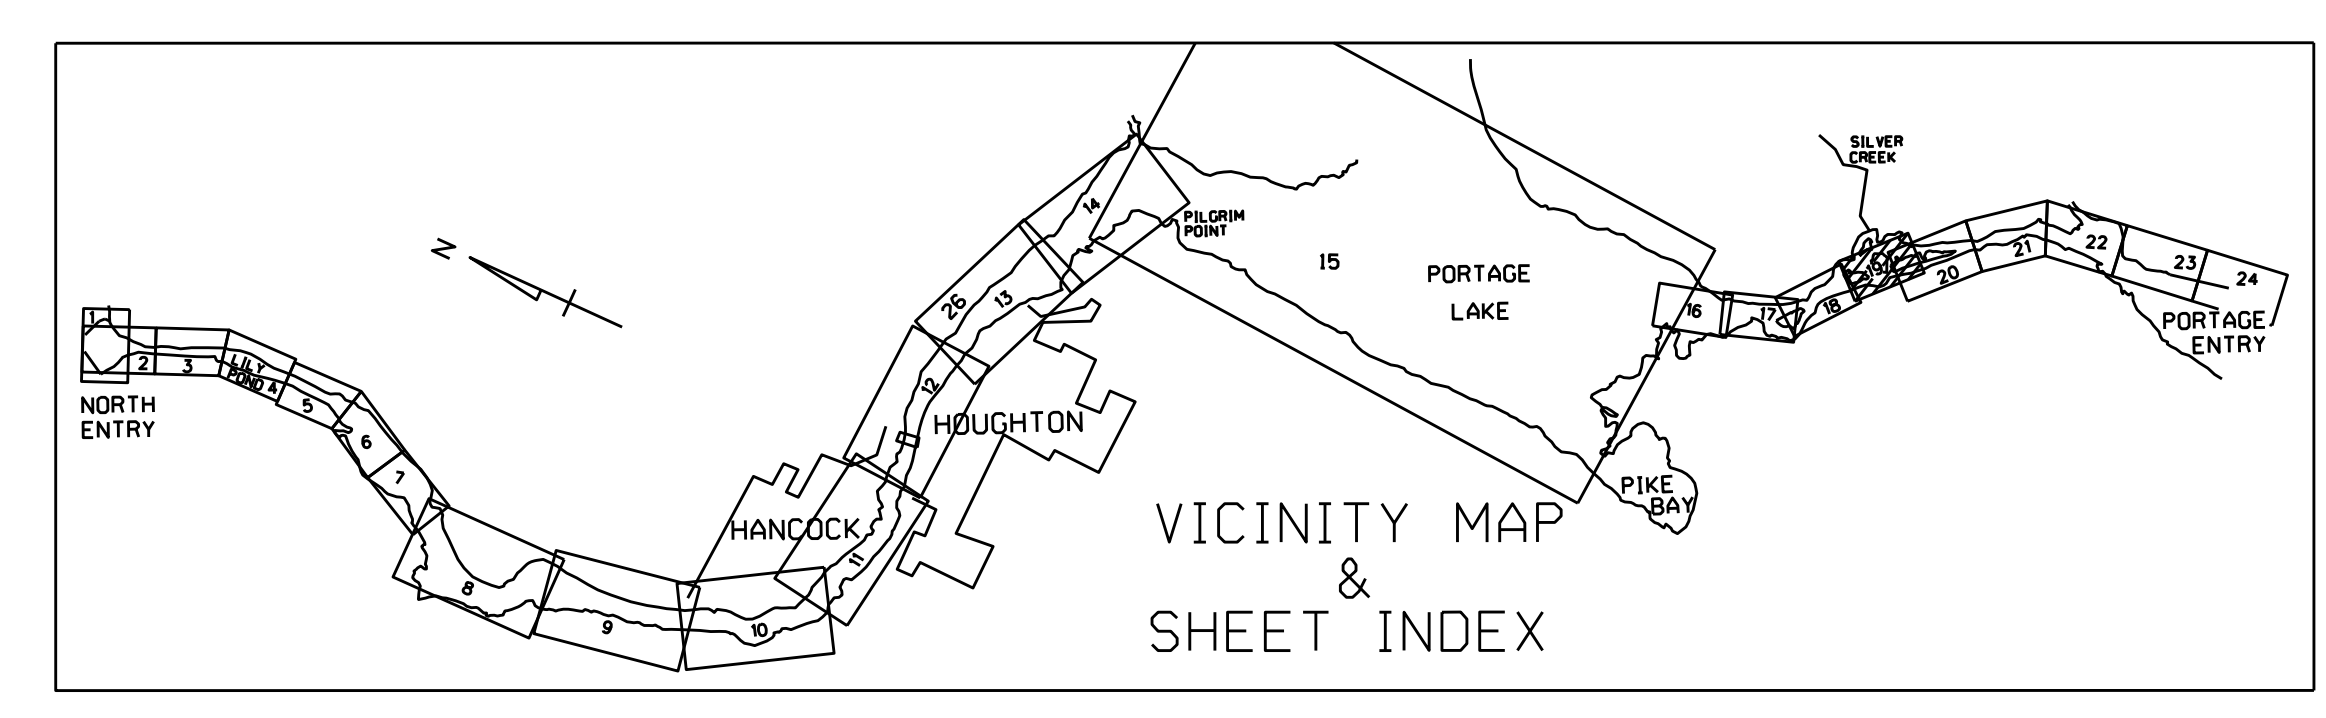 N
1
2
3
LILY
POND 4
5
6
7
8
9
10
11
12
26
13
14
15
16
17
18
19
20
21
22
23
24
NORTH
ENTRY
HANCOCK
HOUGHTON
PILGRIM
POINT
PORTAGE
LAKE
PIKE
BAY
SILVER
CREEK
PORTAGE
ENTRY
VICINITY MAP
&
SHEET INDEX